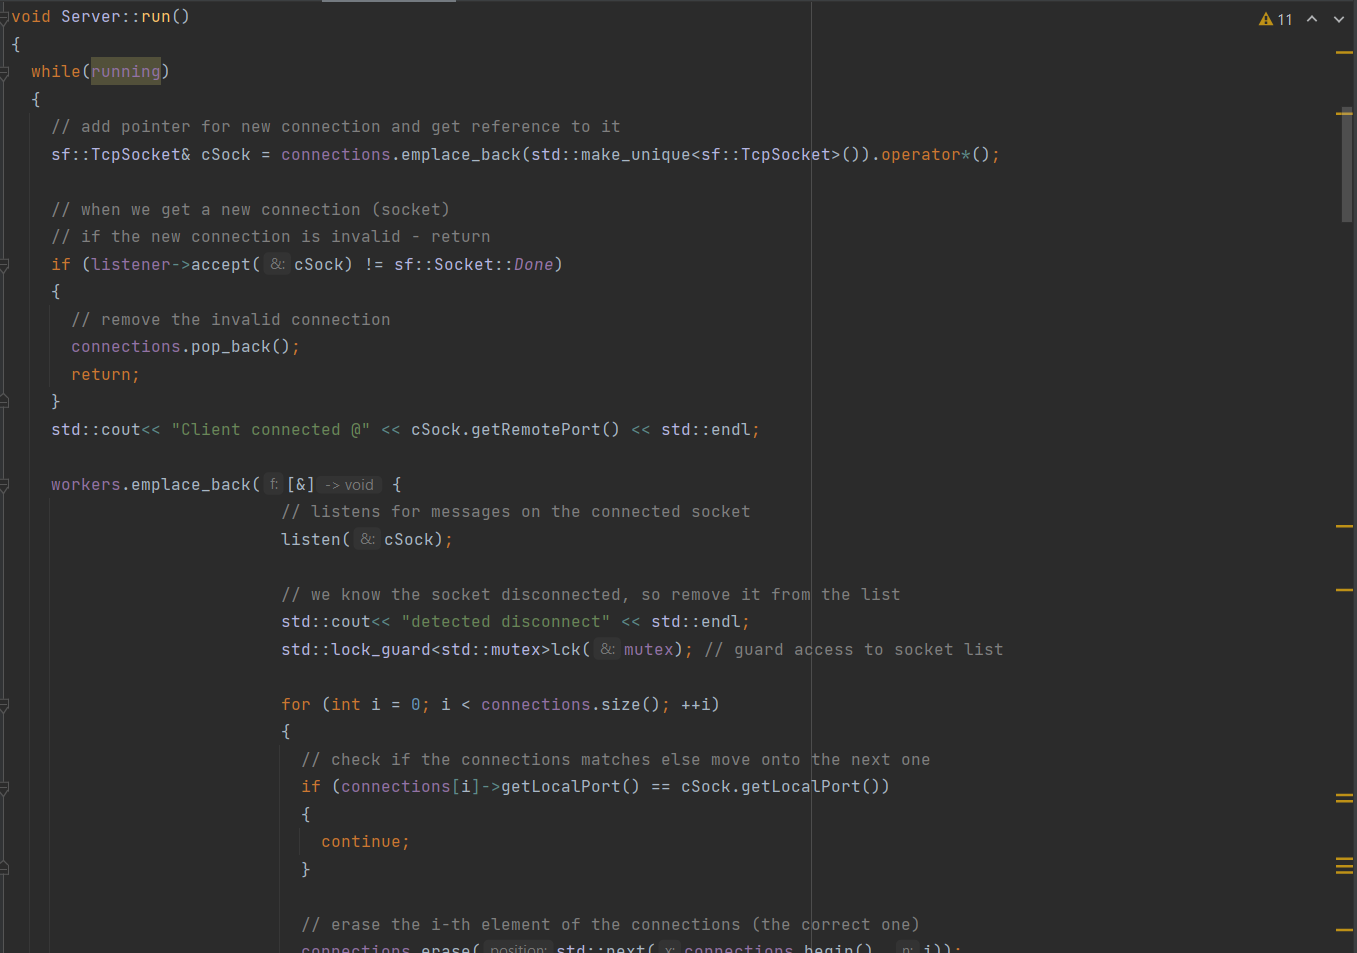 void Server::run()
11
{
while(running)
{
// add pointer for new connection and get reference to it
sf::TcpSocket& cSock = connections.emplace_back(std::make_unique<sf::TcpSocket>()).operator*();
// when we get a new connection (socket)
// if the new connection is invalid - return
if (listener->accept( &: cSock) != sf::Socket::Done)
{
// remove the invalid connection
connections.pop_back();
return;
}
std::cout<< "Client connected @" << cSock.getRemotePort() << std::endl;
workers.emplace_back( f: [&] -> void {
// listens for messages on the connected socket
listen( &: cSock);
// we know the socket disconnected, so remove it from the list
std::cout<< "detected disconnect" << std::endl;
std::lock_guard<std::mutex>lck( &: mutex); // guard access to socket list
for (int i = 0; i < connections.size(); ++i)
{
// check if the connections matches else move onto the next one
if (connections[i]->getLocalPort() == cSock.getLocalPort())
{
continue;
}
// erase the i-th element of the connections (the correct one)
connections.erase( position: std::next( x: connections.begin(), n: i));